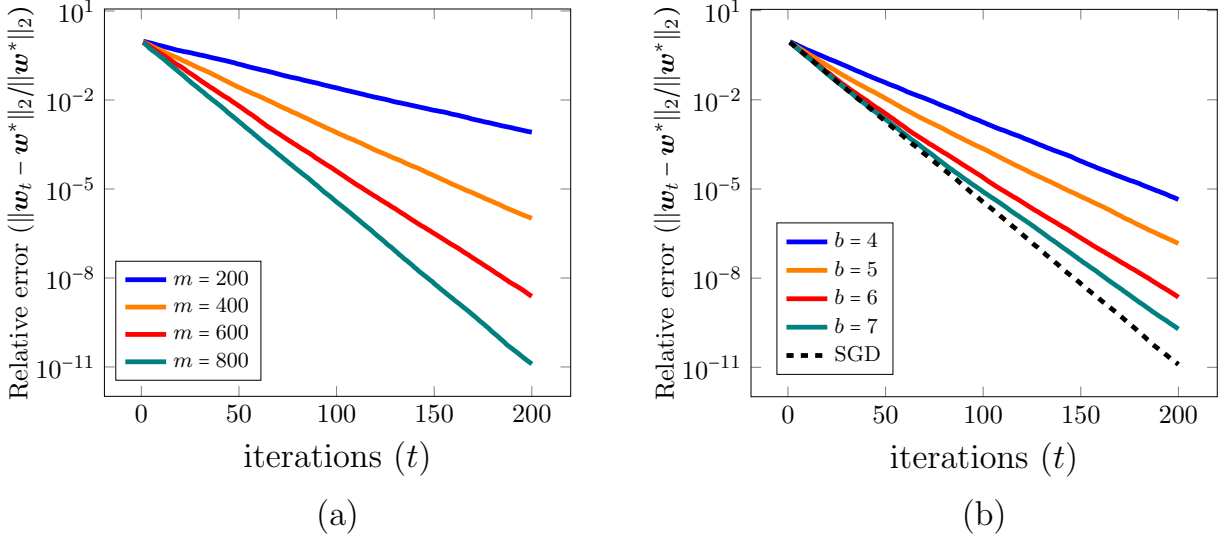 10^1
10^−2
10^−5
10^−8
10^−11
Relative error (||w_t − w*||_2/||w*||_2)
m = 200
m = 400
m = 600
m = 800
0 50 100 150 200
iterations (t)
(a)
10^1
10^−2
10^−5
10^−8
10^−11
Relative error (||w_t − w*||_2/||w*||_2)
b = 4
b = 5
b = 6
b = 7
SGD
0 50 100 150 200
iterations (t)
(b)